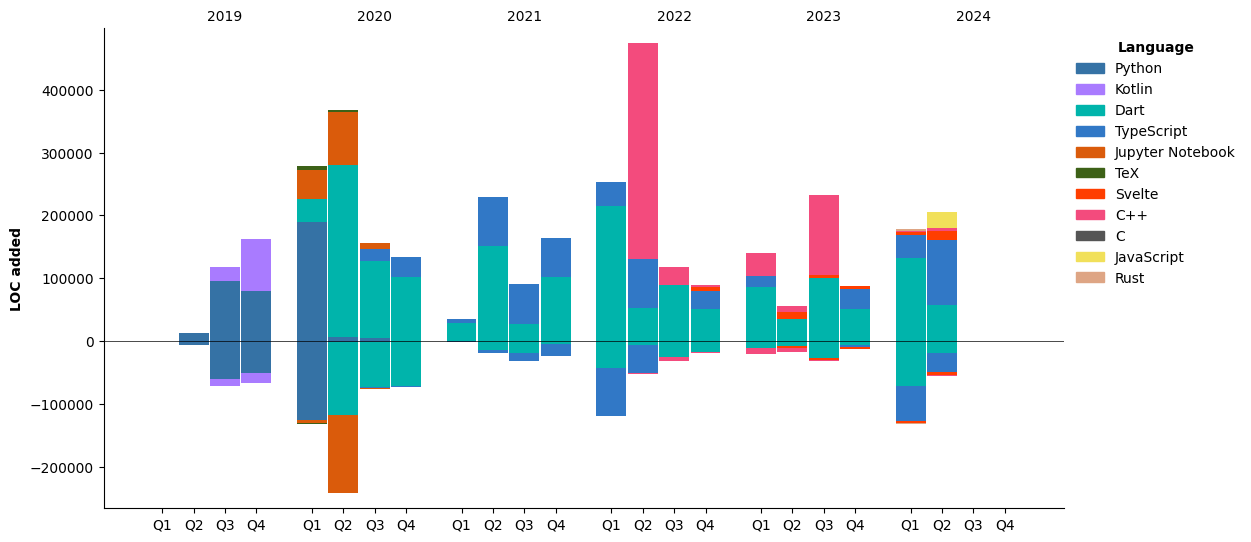 2019 2020 2021 2022 2023 2024
LOC added
400000
300000
200000
100000
0
−100000
−200000
Q1 Q2 Q3 Q4 Q1 Q2 Q3 Q4 Q1 Q2 Q3 Q4 Q1 Q2 Q3 Q4 Q1 Q2 Q3 Q4 Q1 Q2 Q3 Q4
Language
Python
Kotlin
Dart
TypeScript
Jupyter Notebook
TeX
Svelte
C++
C
JavaScript
Rust